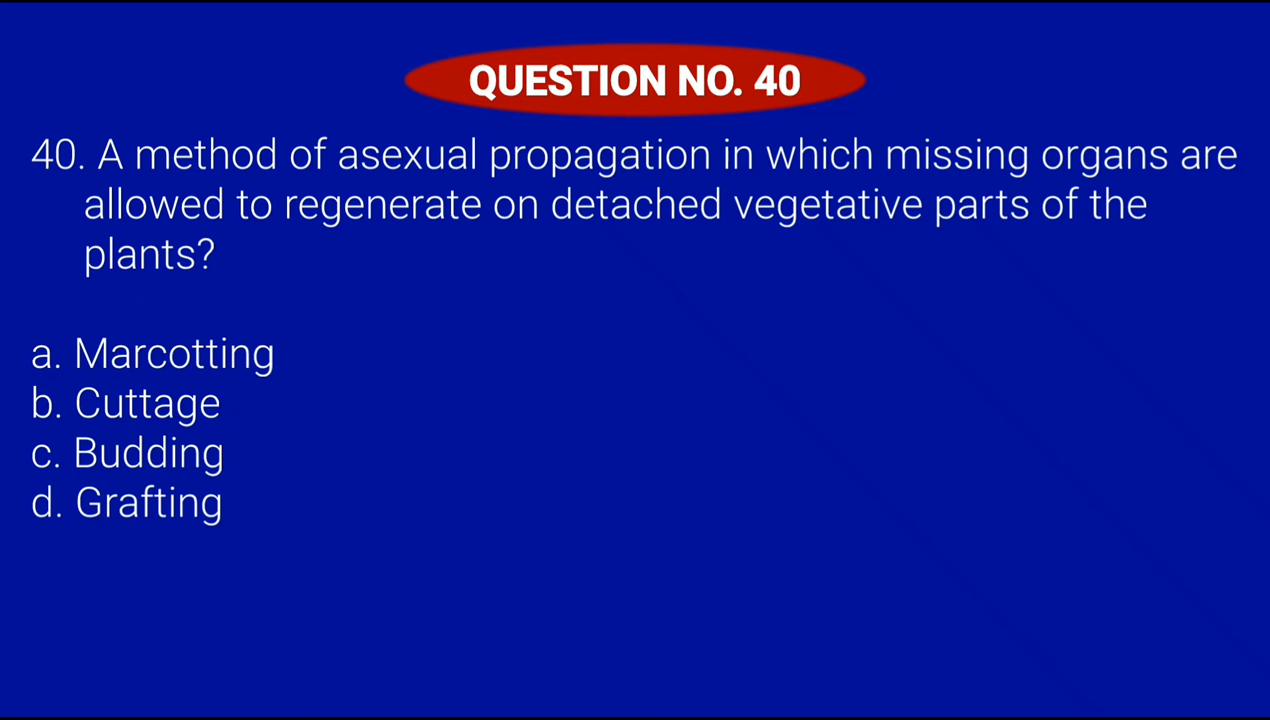 QUESTION NO. 40
40. A method of asexual propagation in which missing organs are
allowed to regenerate on detached vegetative parts of the
plants?
a. Marcotting
b. Cuttage
c. Budding
d. Grafting